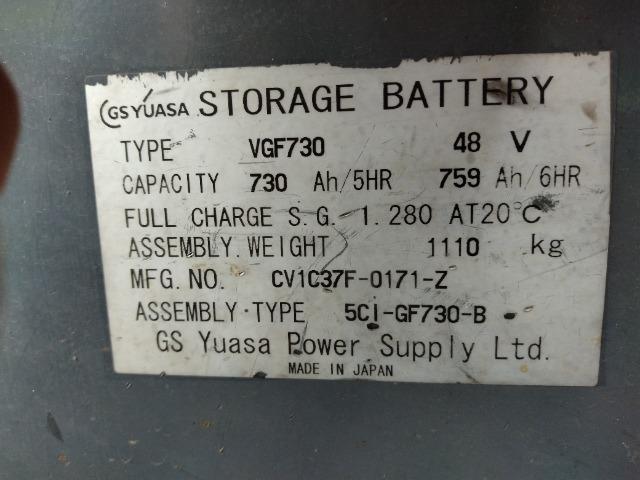 GS YUASA STORAGE BATTERY
TYPE VGF730 48 V
CAPACITY 730 Ah/5HR 759 Ah/6HR
FULL CHARGE S.G. 1.280 AT20°C
ASSEMBLY.WEIGHT 1110 kg
MFG.NO. CV1C37F-0171-Z
ASSEMBLY·TYPE 5CI-GF730-B
GS Yuasa Power Supply Ltd.
MADE IN JAPAN